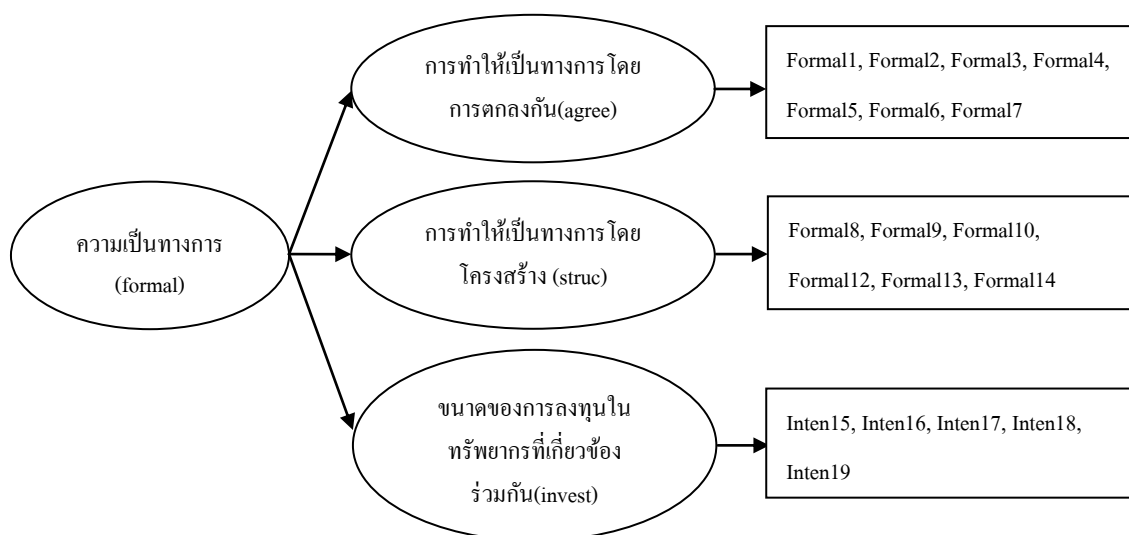 การทำให้เป็นทางการโดย
การตกลงกัน(agree)
Formal1, Formal2, Formal3, Formal4,
Formal5, Formal6, Formal7
ความเป็นทางการ
(formal)
การทำให้เป็นทางการโดย
โครงสร้าง (struc)
Formal8, Formal9, Formal10,
Formal12, Formal13, Formal14
ขนาดของการลงทุนใน
ทรัพยากรที่เกี่ยวข้อง
ร่วมกัน(invest)
Inten15, Inten16, Inten17, Inten18,
Inten19